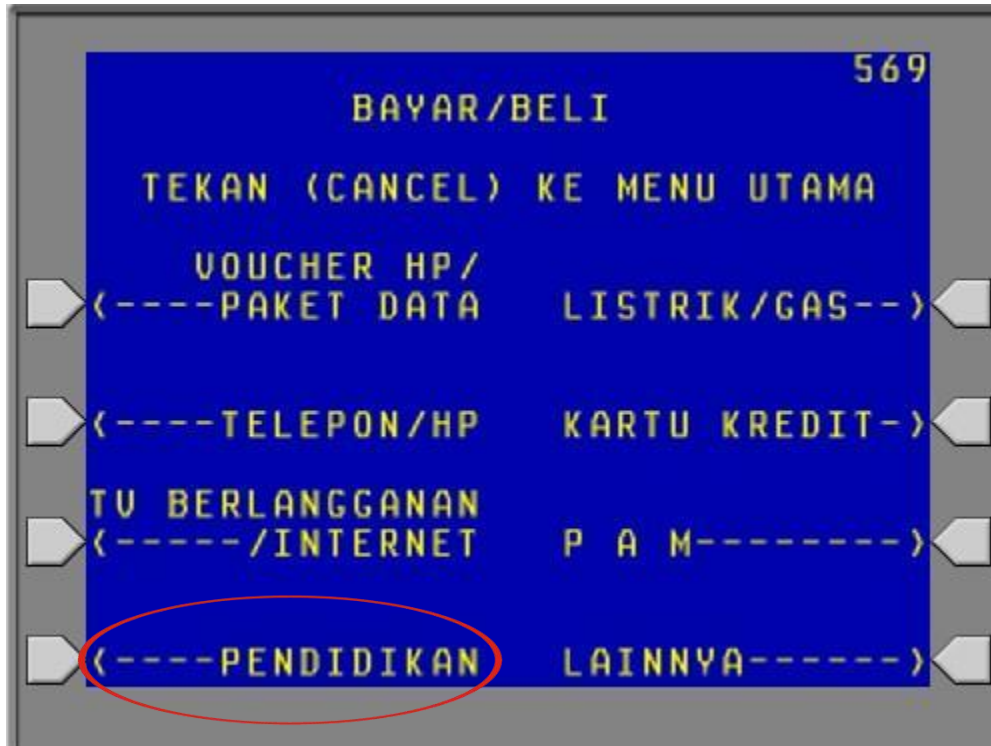 569
BAYAR/BELI
TEKAN (CANCEL) KE MENU UTAMA
VOUCHER HP/
<----PAKET DATA LISTRIK/GAS-->
<----TELEPON/HP KARTU KREDIT->
TV BERLANGGANAN
<-----/INTERNET P A M-------->
<----PENDIDIKAN LAINNYA------>